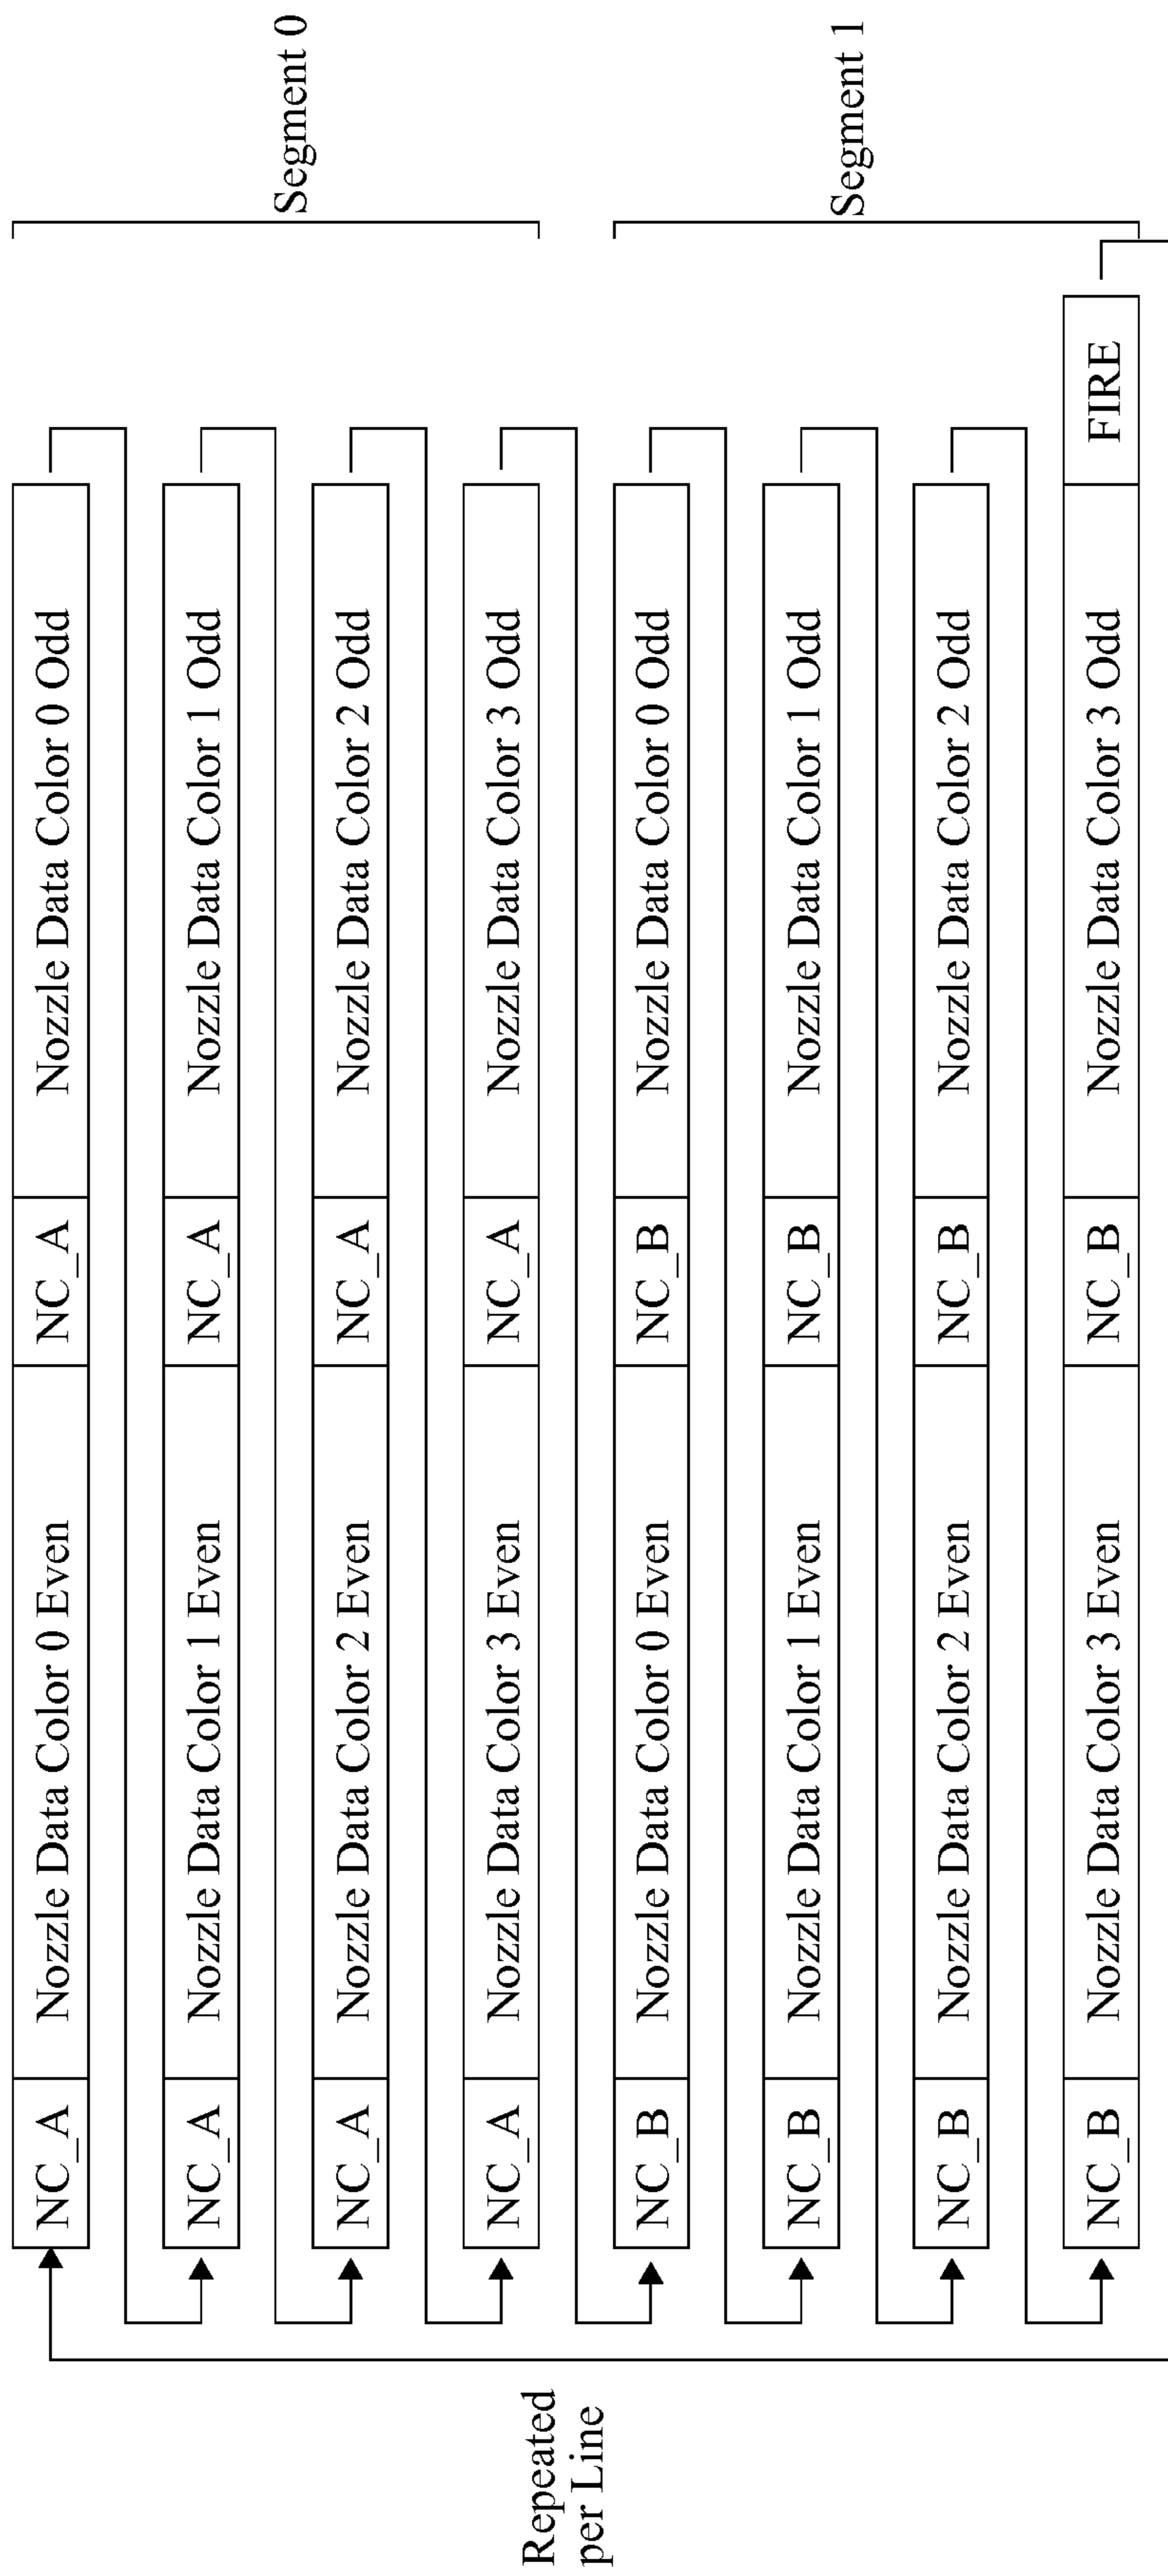 NC_A Nozzle Data Color 0 Even NC_A Nozzle Data Color 0 Odd
NC_A Nozzle Data Color 1 Even NC_A Nozzle Data Color 1 Odd
NC_A Nozzle Data Color 2 Even NC_A Nozzle Data Color 2 Odd
NC_A Nozzle Data Color 3 Even NC_A Nozzle Data Color 3 Odd
Segment 0
Repeated
per Line
NC_B Nozzle Data Color 0 Even NC_B Nozzle Data Color 0 Odd
NC_B Nozzle Data Color 1 Even NC_B Nozzle Data Color 1 Odd
NC_B Nozzle Data Color 2 Even NC_B Nozzle Data Color 2 Odd
NC_B Nozzle Data Color 3 Even NC_B Nozzle Data Color 3 Odd FIRE
Segment 1